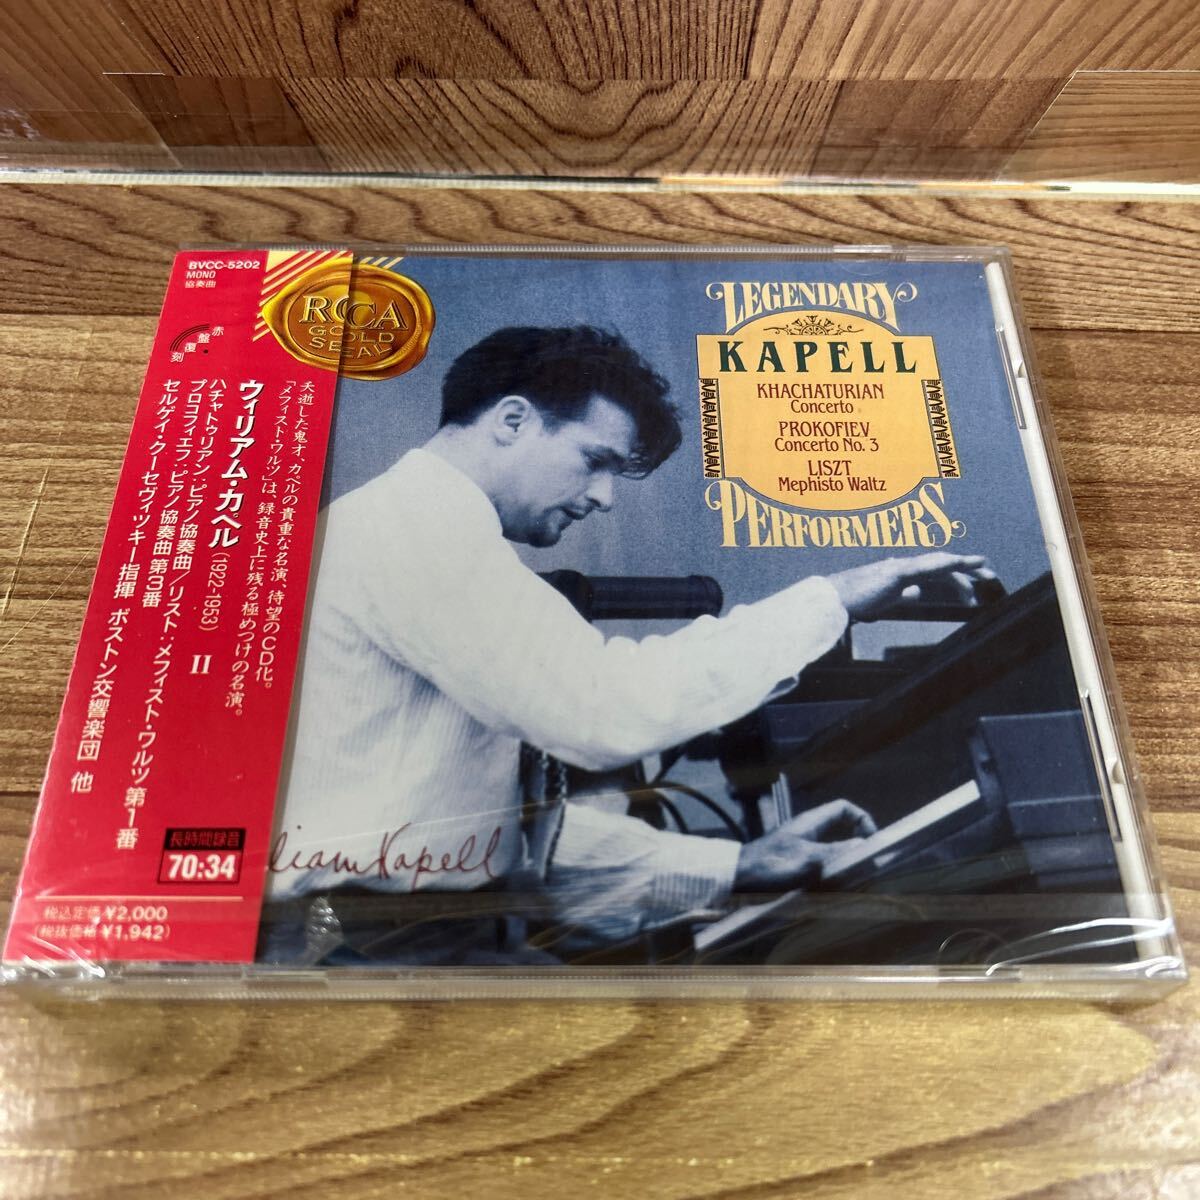 BVCC-5202
MONO
協奏曲
赤盤・復刻
夭逝した鬼才、カペルの貴重な名演、待望のCD化。
「メフィスト・ワルツ」は、録音史上に残る極めつけの名演。
ウィリアム・カペル(1922-1953) II
ハチャトゥリアン:ピアノ協奏曲/リスト:メフィスト・ワルツ第1番
プロコフィエフ:ピアノ協奏曲 第3番
セルゲイ・クーセヴィツキー指揮 ボストン交響楽団 他
長時間録音
70:34
税込定価¥2,000
(税抜価格¥1,942)
RCA
GOLD
SEAL
LEGENDARY
KAPELL
KHACHATURIAN
Concerto
PROKOFIEV
Concerto No. 3
LISZT
Mephisto Waltz
PERFORMERS
liam Kapell